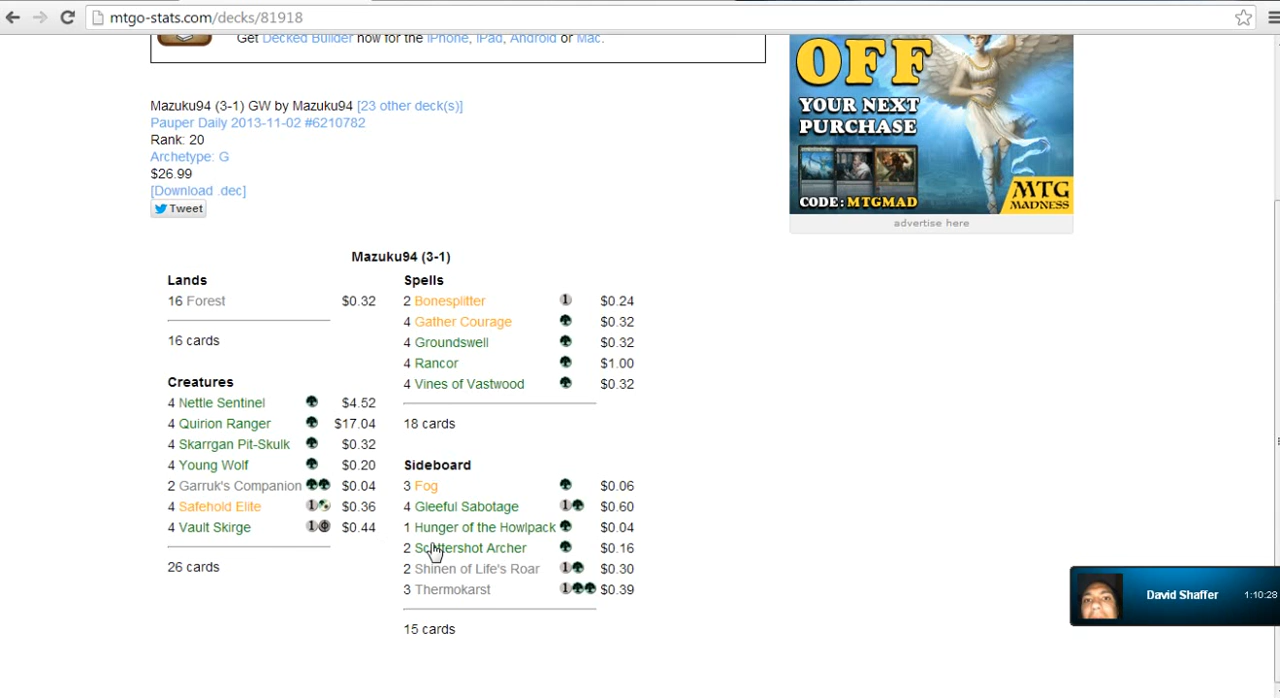 mtgo-stats.com/decks/81918
Get Decked Builder now for the iPhone, iPad, Android or Mac.
OFF
YOUR NEXT
PURCHASE
CODE: MTGMAD
MTG
MADNESS
advertise here
Mazuku94 (3-1) GW by Mazuku94 [23 other deck(s)]
Pauper Daily 2013-11-02 #6210782
Rank: 20
Archetype: G
$26.99
[Download .dec]
Tweet
Mazuku94 (3-1)
Lands
16 Forest $0.32
16 cards
Creatures
4 Nettle Sentinel $4.52
4 Quirion Ranger $17.04
4 Skarrgan Pit-Skulk $0.32
4 Young Wolf $0.20
2 Garruk's Companion $0.04
4 Safehold Elite 1 $0.36
4 Vault Skirge 1 $0.44
26 cards
Spells
2 Bonesplitter 1 $0.24
4 Gather Courage $0.32
4 Groundswell $0.32
4 Rancor $1.00
4 Vines of Vastwood $0.32
18 cards
Sideboard
3 Fog $0.06
4 Gleeful Sabotage 1 $0.60
1 Hunger of the Howlpack $0.04
2 Scattershot Archer $0.16
2 Shinen of Life's Roar 1 $0.30
3 Thermokarst 1 $0.39
15 cards
David Shaffer 1:10:28